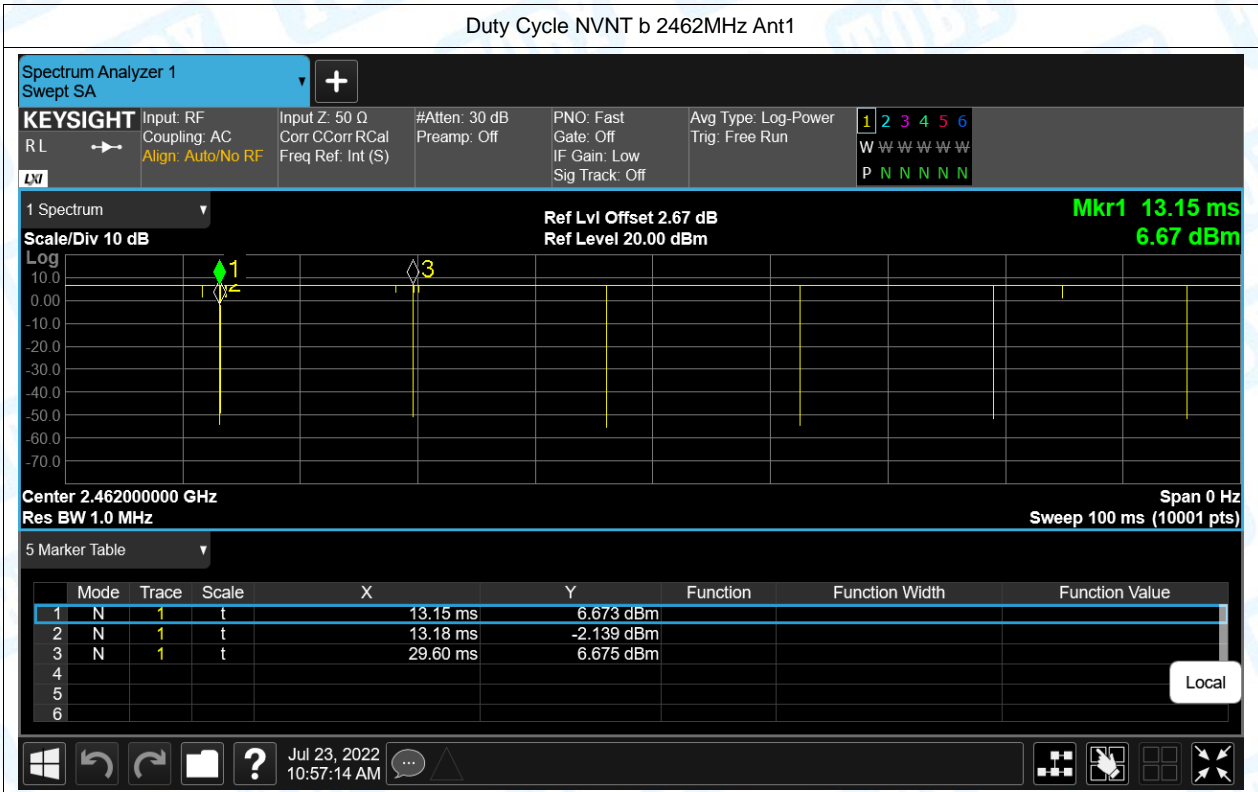 Duty Cycle NVNT b 2462MHz Ant1
Spectrum Analyzer 1
Swept SA
+
KEYSIGHT
RL
LXI
Input: RF
Coupling: AC
Align: Auto/No RF
Input Z: 50 Ω
Corr CCorr RCal
Freq Ref: Int (S)
#Atten: 30 dB
Preamp: Off
PNO: Fast
Gate: Off
IF Gain: Low
Sig Track: Off
Avg Type: Log-Power
Trig: Free Run
1 2 3 4 5 6
W W W W W W
P N N N N N
1 Spectrum
Scale/Div 10 dB
Ref Lvl Offset 2.67 dB
Ref Level 20.00 dBm
Mkr1 13.15 ms
6.67 dBm
Log
1
2
3
10.0
0.00
-10.0
-20.0
-30.0
-40.0
-50.0
-60.0
-70.0
Center 2.462000000 GHz
Res BW 1.0 MHz
Span 0 Hz
Sweep 100 ms (10001 pts)
5 Marker Table
Mode Trace Scale X Y Function Function Width Function Value
1 N 1 t 13.15 ms 6.673 dBm
2 N 1 t 13.18 ms -2.139 dBm
3 N 1 t 29.60 ms 6.675 dBm
4
5
6
Local
?
Jul 23, 2022
10:57:14 AM